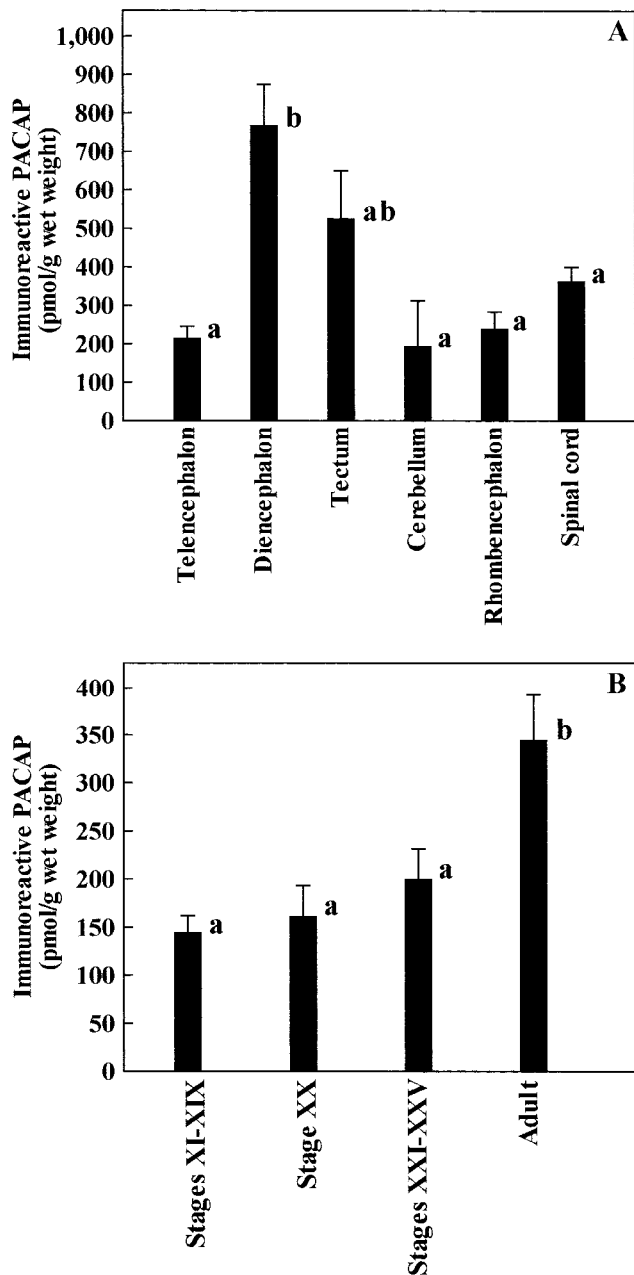 A
Immunoreactive PACAP
(pmol/g wet weight)
1,000
900
800
700
600
500
400
300
200
100
0
a
b
ab
a
a
a
Telencephalon
Diencephalon
Tectum
Cerebellum
Rhombencephalon
Spinal cord
B
Immunoreactive PACAP
(pmol/g wet weight)
400
350
300
250
200
150
100
50
0
a
a
a
b
Stages XI-XIX
Stage XX
Stages XXI-XXV
Adult